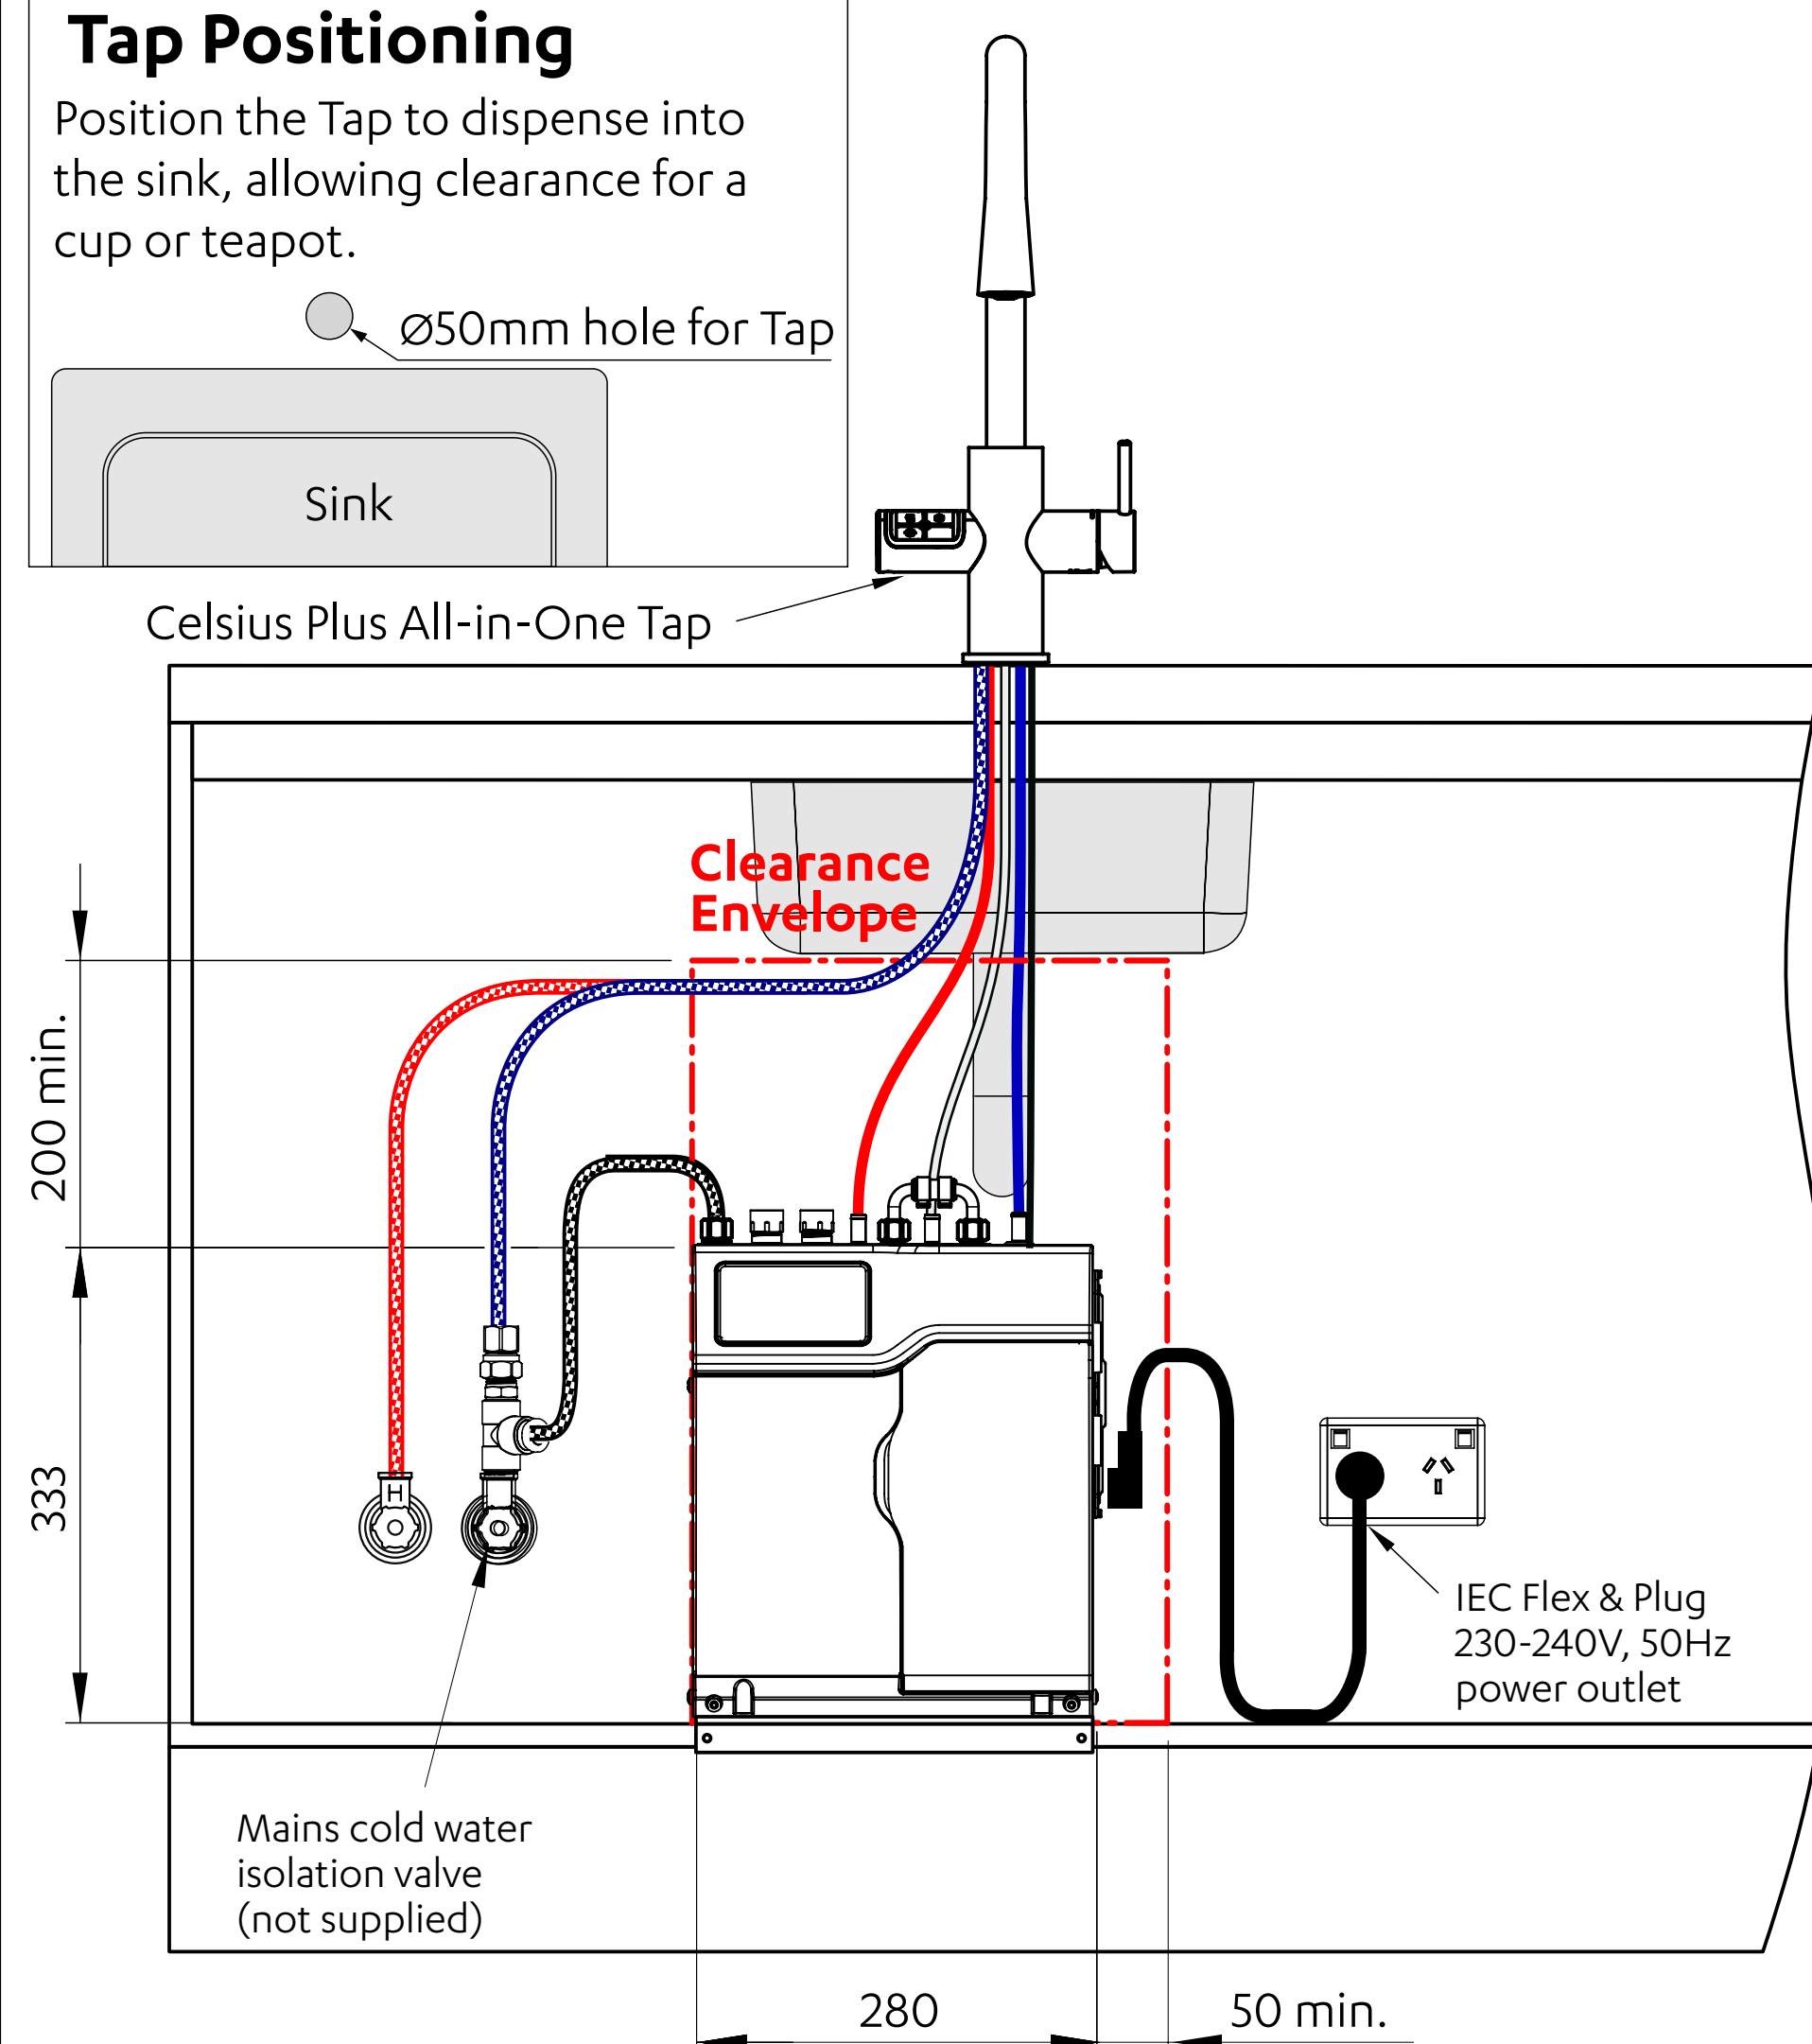 Tap Positioning
Position the Tap to dispense into
the sink, allowing clearance for a
cup or teapot.
Ø50mm hole for Tap
Sink
Celsius Plus All-in-One Tap
Clearance
Envelope
200 min.
333
H
IEC Flex & Plug
230-240V, 50Hz
power outlet
Mains cold water
isolation valve
(not supplied)
280
50 min.